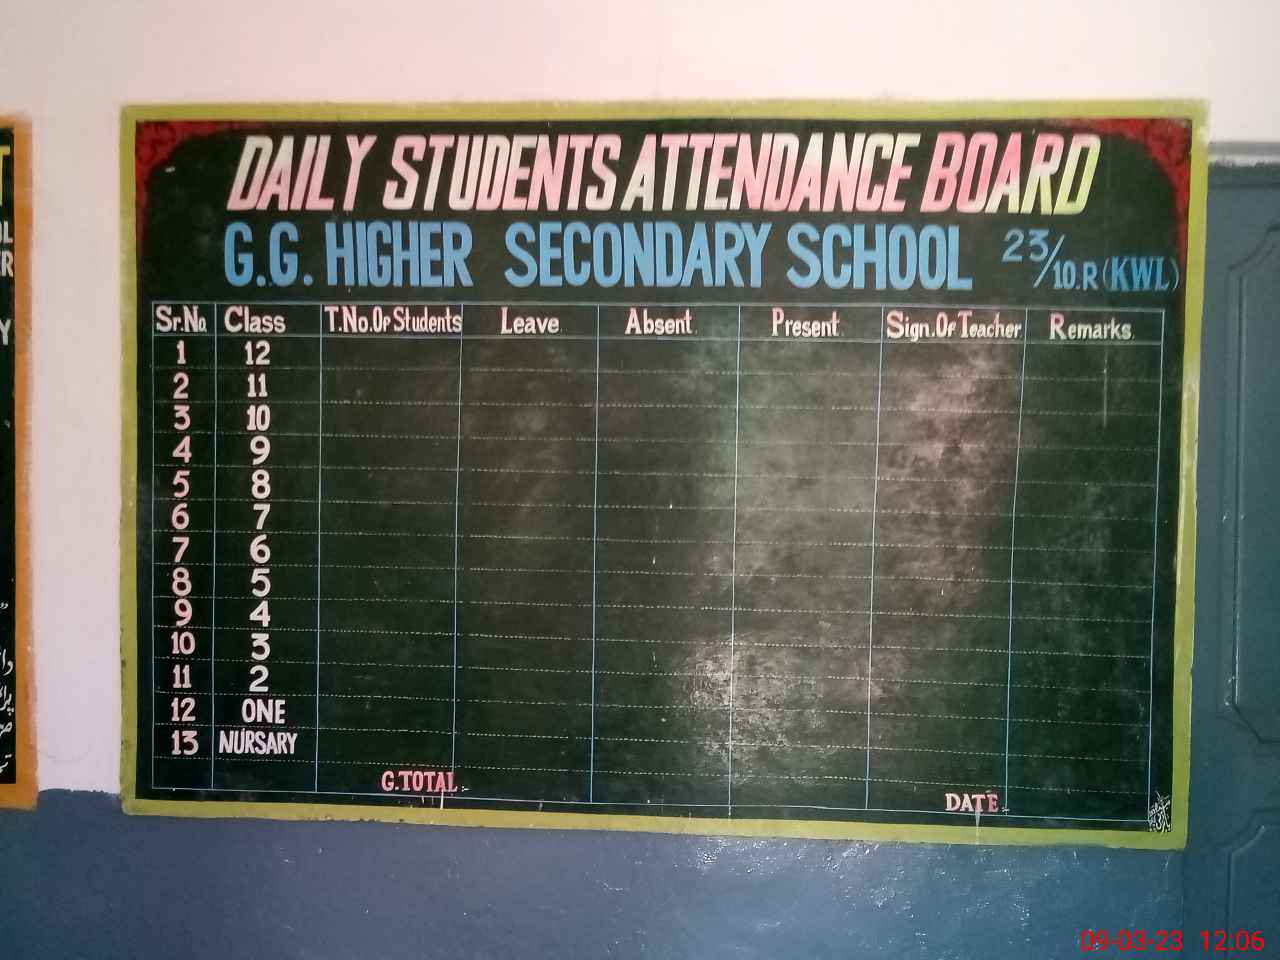 DAILY STUDENTS ATTENDANCE BOARD
G.G. HIGHER SECONDARY SCHOOL 23/10.R (KWL)
Sr.No. Class T.No.Of Students Leave. Absent. Present. Sign.Of Teacher Remarks.
1 12
2 11
3 10
4 9
5 8
6 7
7 6
8 5
9 4
10 3
11 2
12 ONE
13 NURSARY
G.TOTAL:-
DATE:-
09-03-23 12:06